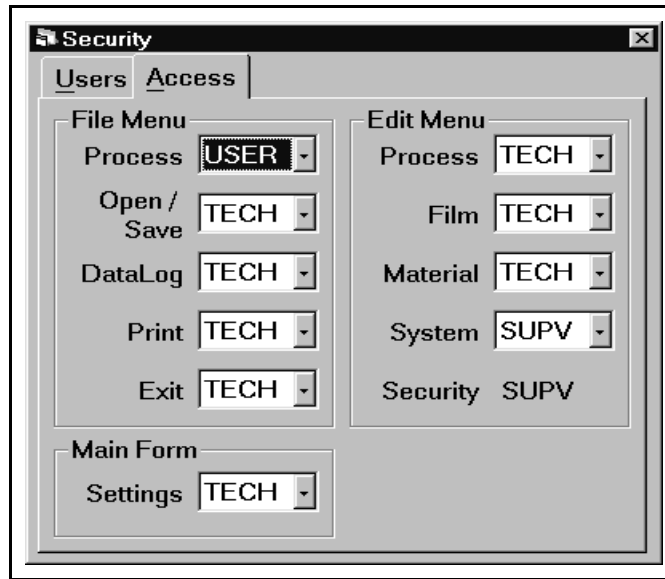 Security
Users Access
File Menu
Process USER
Open /
Save TECH
DataLog TECH
Print TECH
Exit TECH
Edit Menu
Process TECH
Film TECH
Material TECH
System SUPV
Security SUPV
Main Form
Settings TECH